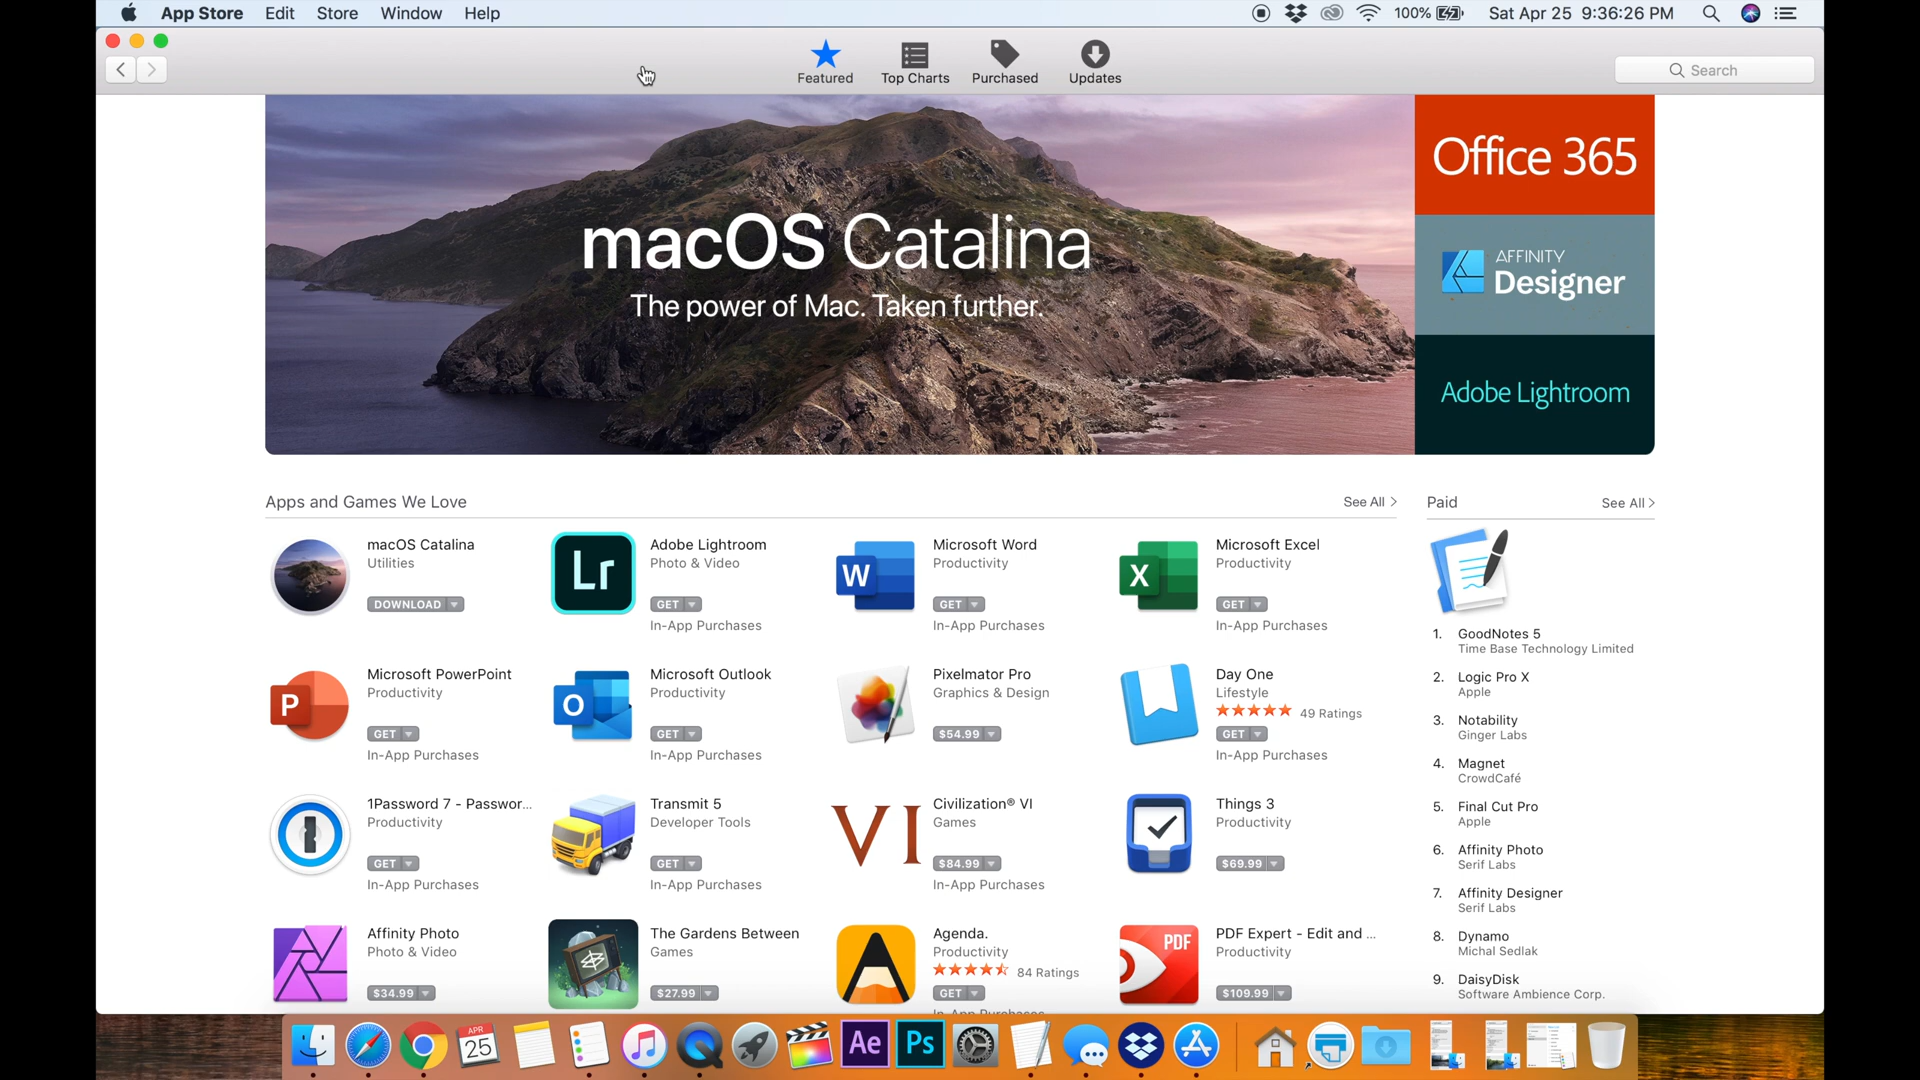 App Store Edit Store Window Help 100% Sat Apr 25 9:36:26 PM
Featured Top Charts Purchased Updates Search
macOS Catalina
The power of Mac. Taken further.
Office 365
AFFINITY
Designer
Adobe Lightroom
Apps and Games We Love See All >
macOS Catalina
Utilities
DOWNLOAD
Lr
Adobe Lightroom
Photo & Video
GET
In-App Purchases
W
Microsoft Word
Productivity
GET
In-App Purchases
X
Microsoft Excel
Productivity
GET
In-App Purchases
P
Microsoft PowerPoint
Productivity
GET
In-App Purchases
O
Microsoft Outlook
Productivity
GET
In-App Purchases
Pixelmator Pro
Graphics & Design
$54.99
Day One
Lifestyle
49 Ratings
GET
In-App Purchases
1Password 7 - Passwor...
Productivity
GET
In-App Purchases
Transmit 5
Developer Tools
GET
In-App Purchases
VI
Civilization® VI
Games
$84.99
In-App Purchases
Things 3
Productivity
$69.99
Affinity Photo
Photo & Video
$34.99
The Gardens Between
Games
$27.99
Agenda.
Productivity
84 Ratings
GET
In-App Purchases
PDF
PDF Expert - Edit and ...
Productivity
$109.99
Paid See All >
1. GoodNotes 5
Time Base Technology Limited
2. Logic Pro X
Apple
3. Notability
Ginger Labs
4. Magnet
CrowdCafé
5. Final Cut Pro
Apple
6. Affinity Photo
Serif Labs
7. Affinity Designer
Serif Labs
8. Dynamo
Michal Sedlak
9. DaisyDisk
Software Ambience Corp.
APR
25
Ae
Ps